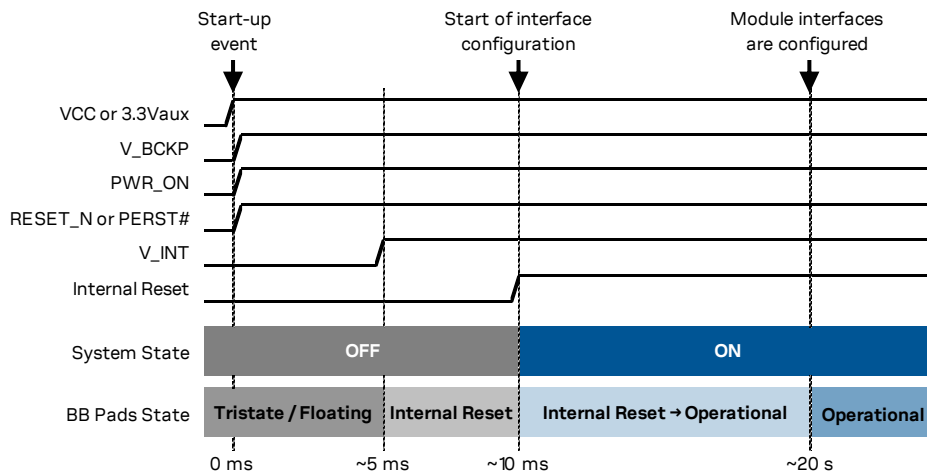 Start-up
event
Start of interface
configuration
Module interfaces
are configured
VCC or 3.3Vaux
V_BCKP
PWR_ON
RESET_N or PERST#
V_INT
Internal Reset
System State
OFF
ON
BB Pads State
Tristate / Floating
Internal Reset
Internal Reset → Operational
Operational
0 ms
~5 ms
~10 ms
~20 s